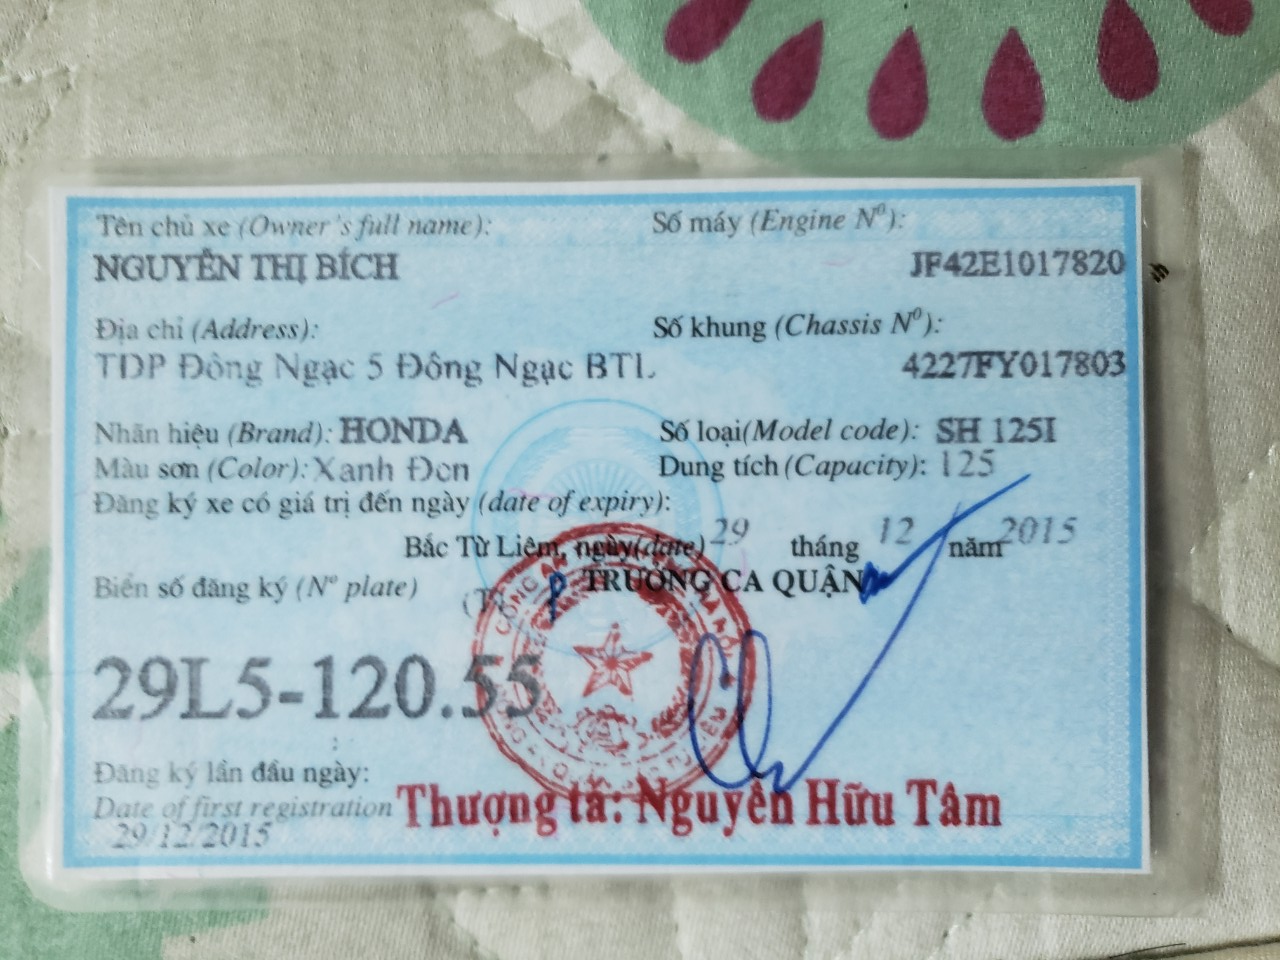 Tên chủ xe (Owner's full name):
NGUYỄN THỊ BÍCH
Số máy (Engine Nº):
JF42E1017820
Địa chỉ (Address):
TDP Đông Ngạc 5 Đông Ngạc BTL
Số khung (Chassis Nº):
4227FY017803
Nhãn hiệu (Brand): HONDA
Số loại(Model code): SH 125I
Màu sơn (Color): Xanh Đen
Dung tích (Capacity): 125
Đăng ký xe có giá trị đến ngày (date of expiry):
Bắc Từ Liêm, ngày(date) 29 tháng 12 năm 2015
Biển số đăng ký (Nº plate)
TRƯỞNG CA QUẬN
29L5-120.55
Đăng ký lần đầu ngày:
Date of first registration
29/12/2015
Thượng tá: Nguyễn Hữu Tâm